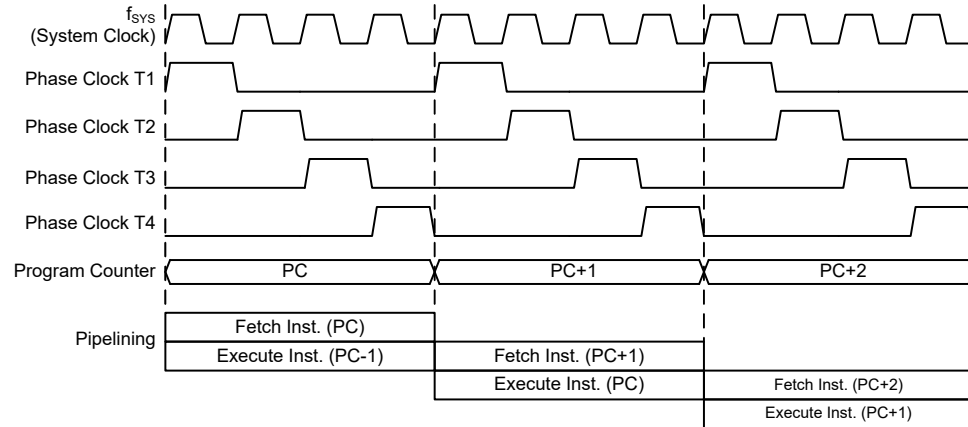 fSYS
(System Clock)
Phase Clock T1
Phase Clock T2
Phase Clock T3
Phase Clock T4
Program Counter PC PC+1 PC+2
Pipelining
Fetch Inst. (PC)
Execute Inst. (PC-1) Fetch Inst. (PC+1)
Execute Inst. (PC) Fetch Inst. (PC+2)
Execute Inst. (PC+1)